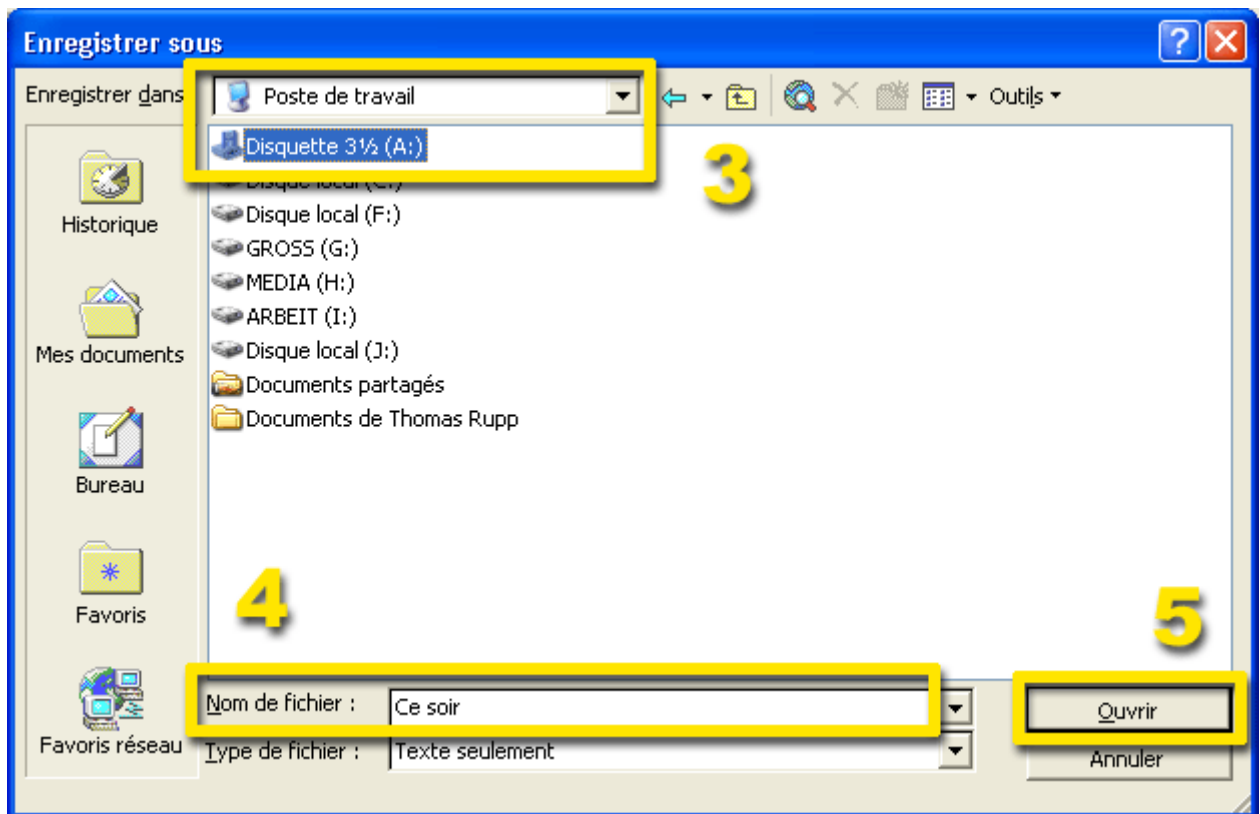 Enregistrer sous
Enregistrer dans
Poste de travail
Outils
3
Disquette 3½ (A:)
Disque local (C:)
Disque local (F:)
GROSS (G:)
MEDIA (H:)
ARBEIT (I:)
Disque local (J:)
Documents partagés
Documents de Thomas Rupp
Historique
Mes documents
Bureau
Favoris
Favoris réseau
4
5
Nom de fichier :
Ce soir
Ouvrir
Type de fichier :
Texte seulement
Annuler